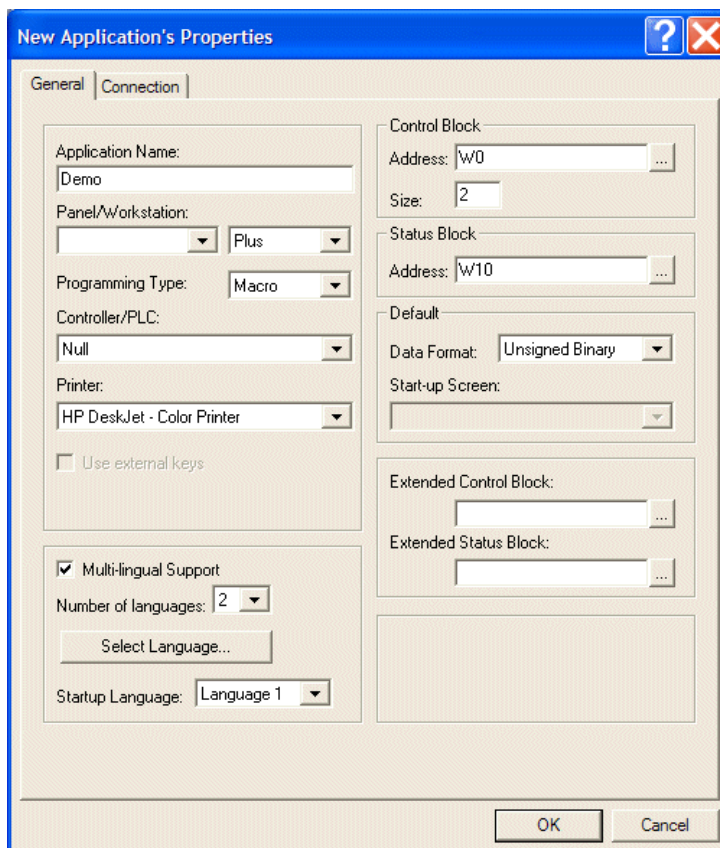 New Application's Properties
General
Connection
Application Name:
Demo
Panel/Workstation:
Plus
Programming Type:
Macro
Controller/PLC:
Null
Printer:
HP DeskJet - Color Printer
Use external keys
Multi-lingual Support
Number of languages:
2
Select Language...
Startup Language:
Language 1
Control Block
Address:
W0
...
Size:
2
Status Block
Address:
W10
...
Default
Data Format:
Unsigned Binary
Start-up Screen:
Extended Control Block:
...
Extended Status Block:
...
OK
Cancel